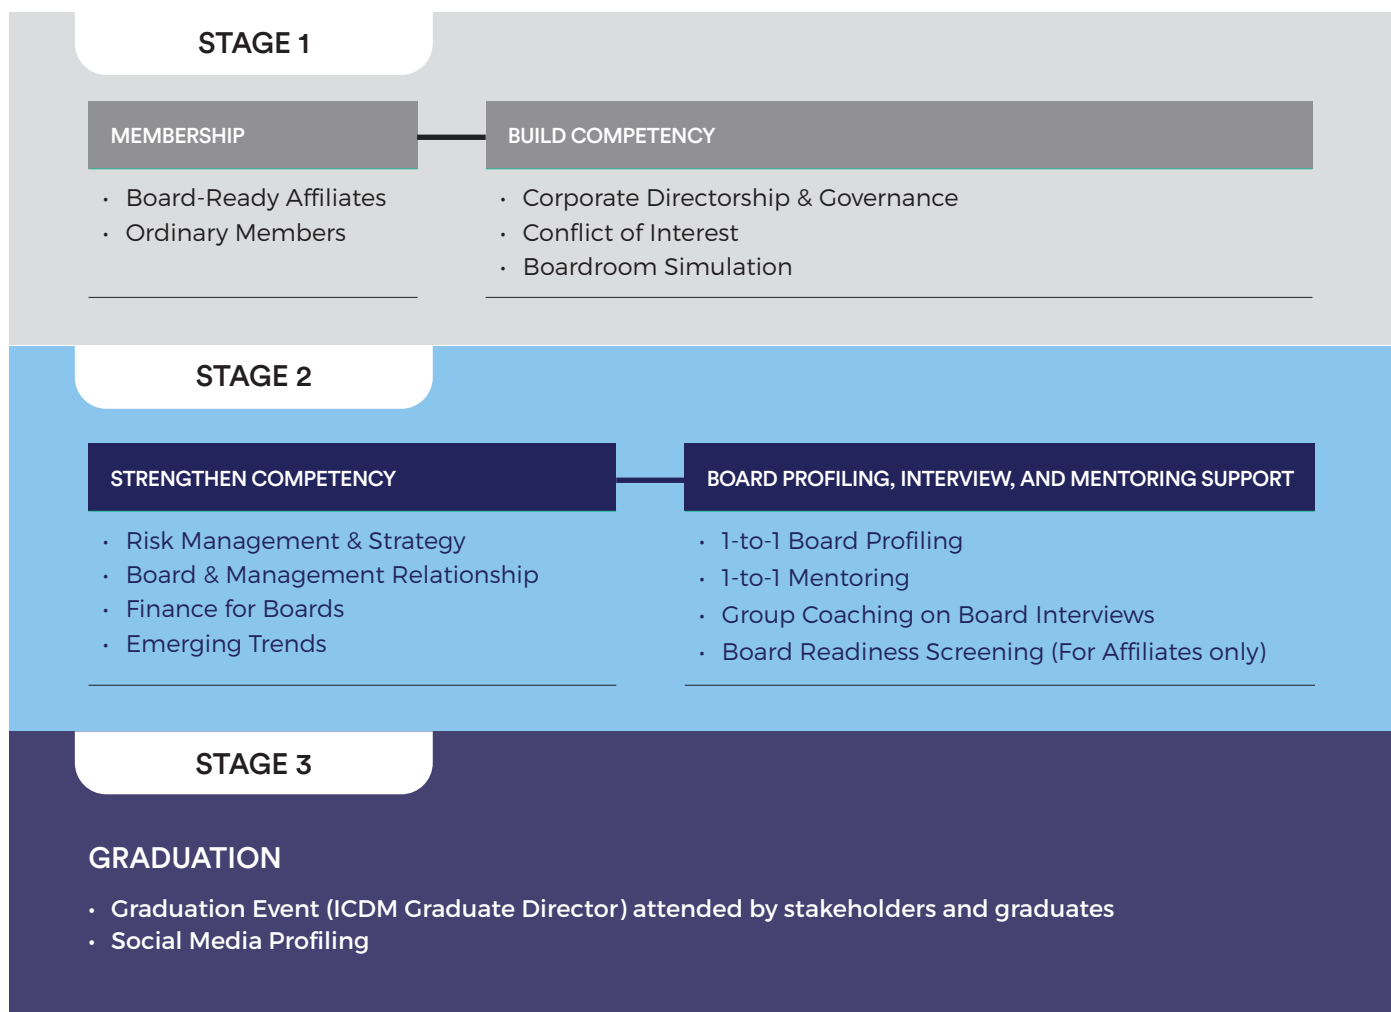 STAGE 1
MEMBERSHIP
• Board-Ready Affiliates
• Ordinary Members
BUILD COMPETENCY
• Corporate Directorship & Governance
• Conflict of Interest
• Boardroom Simulation
STAGE 2
STRENGTHEN COMPETENCY
• Risk Management & Strategy
• Board & Management Relationship
• Finance for Boards
• Emerging Trends
BOARD PROFILING, INTERVIEW, AND MENTORING SUPPORT
• 1-to-1 Board Profiling
• 1-to-1 Mentoring
• Group Coaching on Board Interviews
• Board Readiness Screening (For Affiliates only)
STAGE 3
GRADUATION
• Graduation Event (ICDM Graduate Director) attended by stakeholders and graduates
• Social Media Profiling